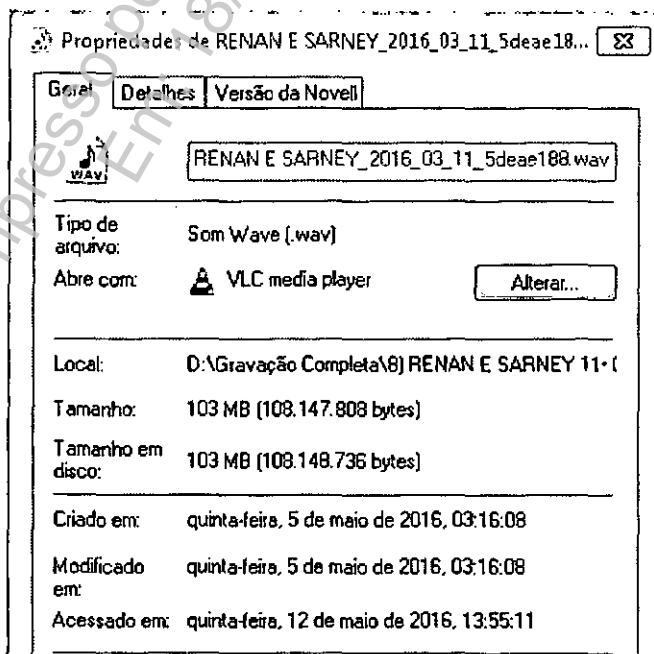 Propriedades de RENAN E SARNEY_2016_03_11_5deae18...
Geral Detalhes Versão da Novell
WAV
RENAN E SARNEY_2016_03_11_5deae188.wav
Tipo de
arquivo: Som Wave (.wav)
Abre com: VLC media player Alterar...
Local: D:\Gravação Completa\8) RENAN E SARNEY 11-
Tamanho: 103 MB (108.147.808 bytes)
Tamanho em
disco: 103 MB (108.148.736 bytes)
Criado em: quinta-feira, 5 de maio de 2016, 03:16:08
Modificado
em: quinta-feira, 5 de maio de 2016, 03:16:08
Acessado em: quinta-feira, 12 de maio de 2016, 13:55:11